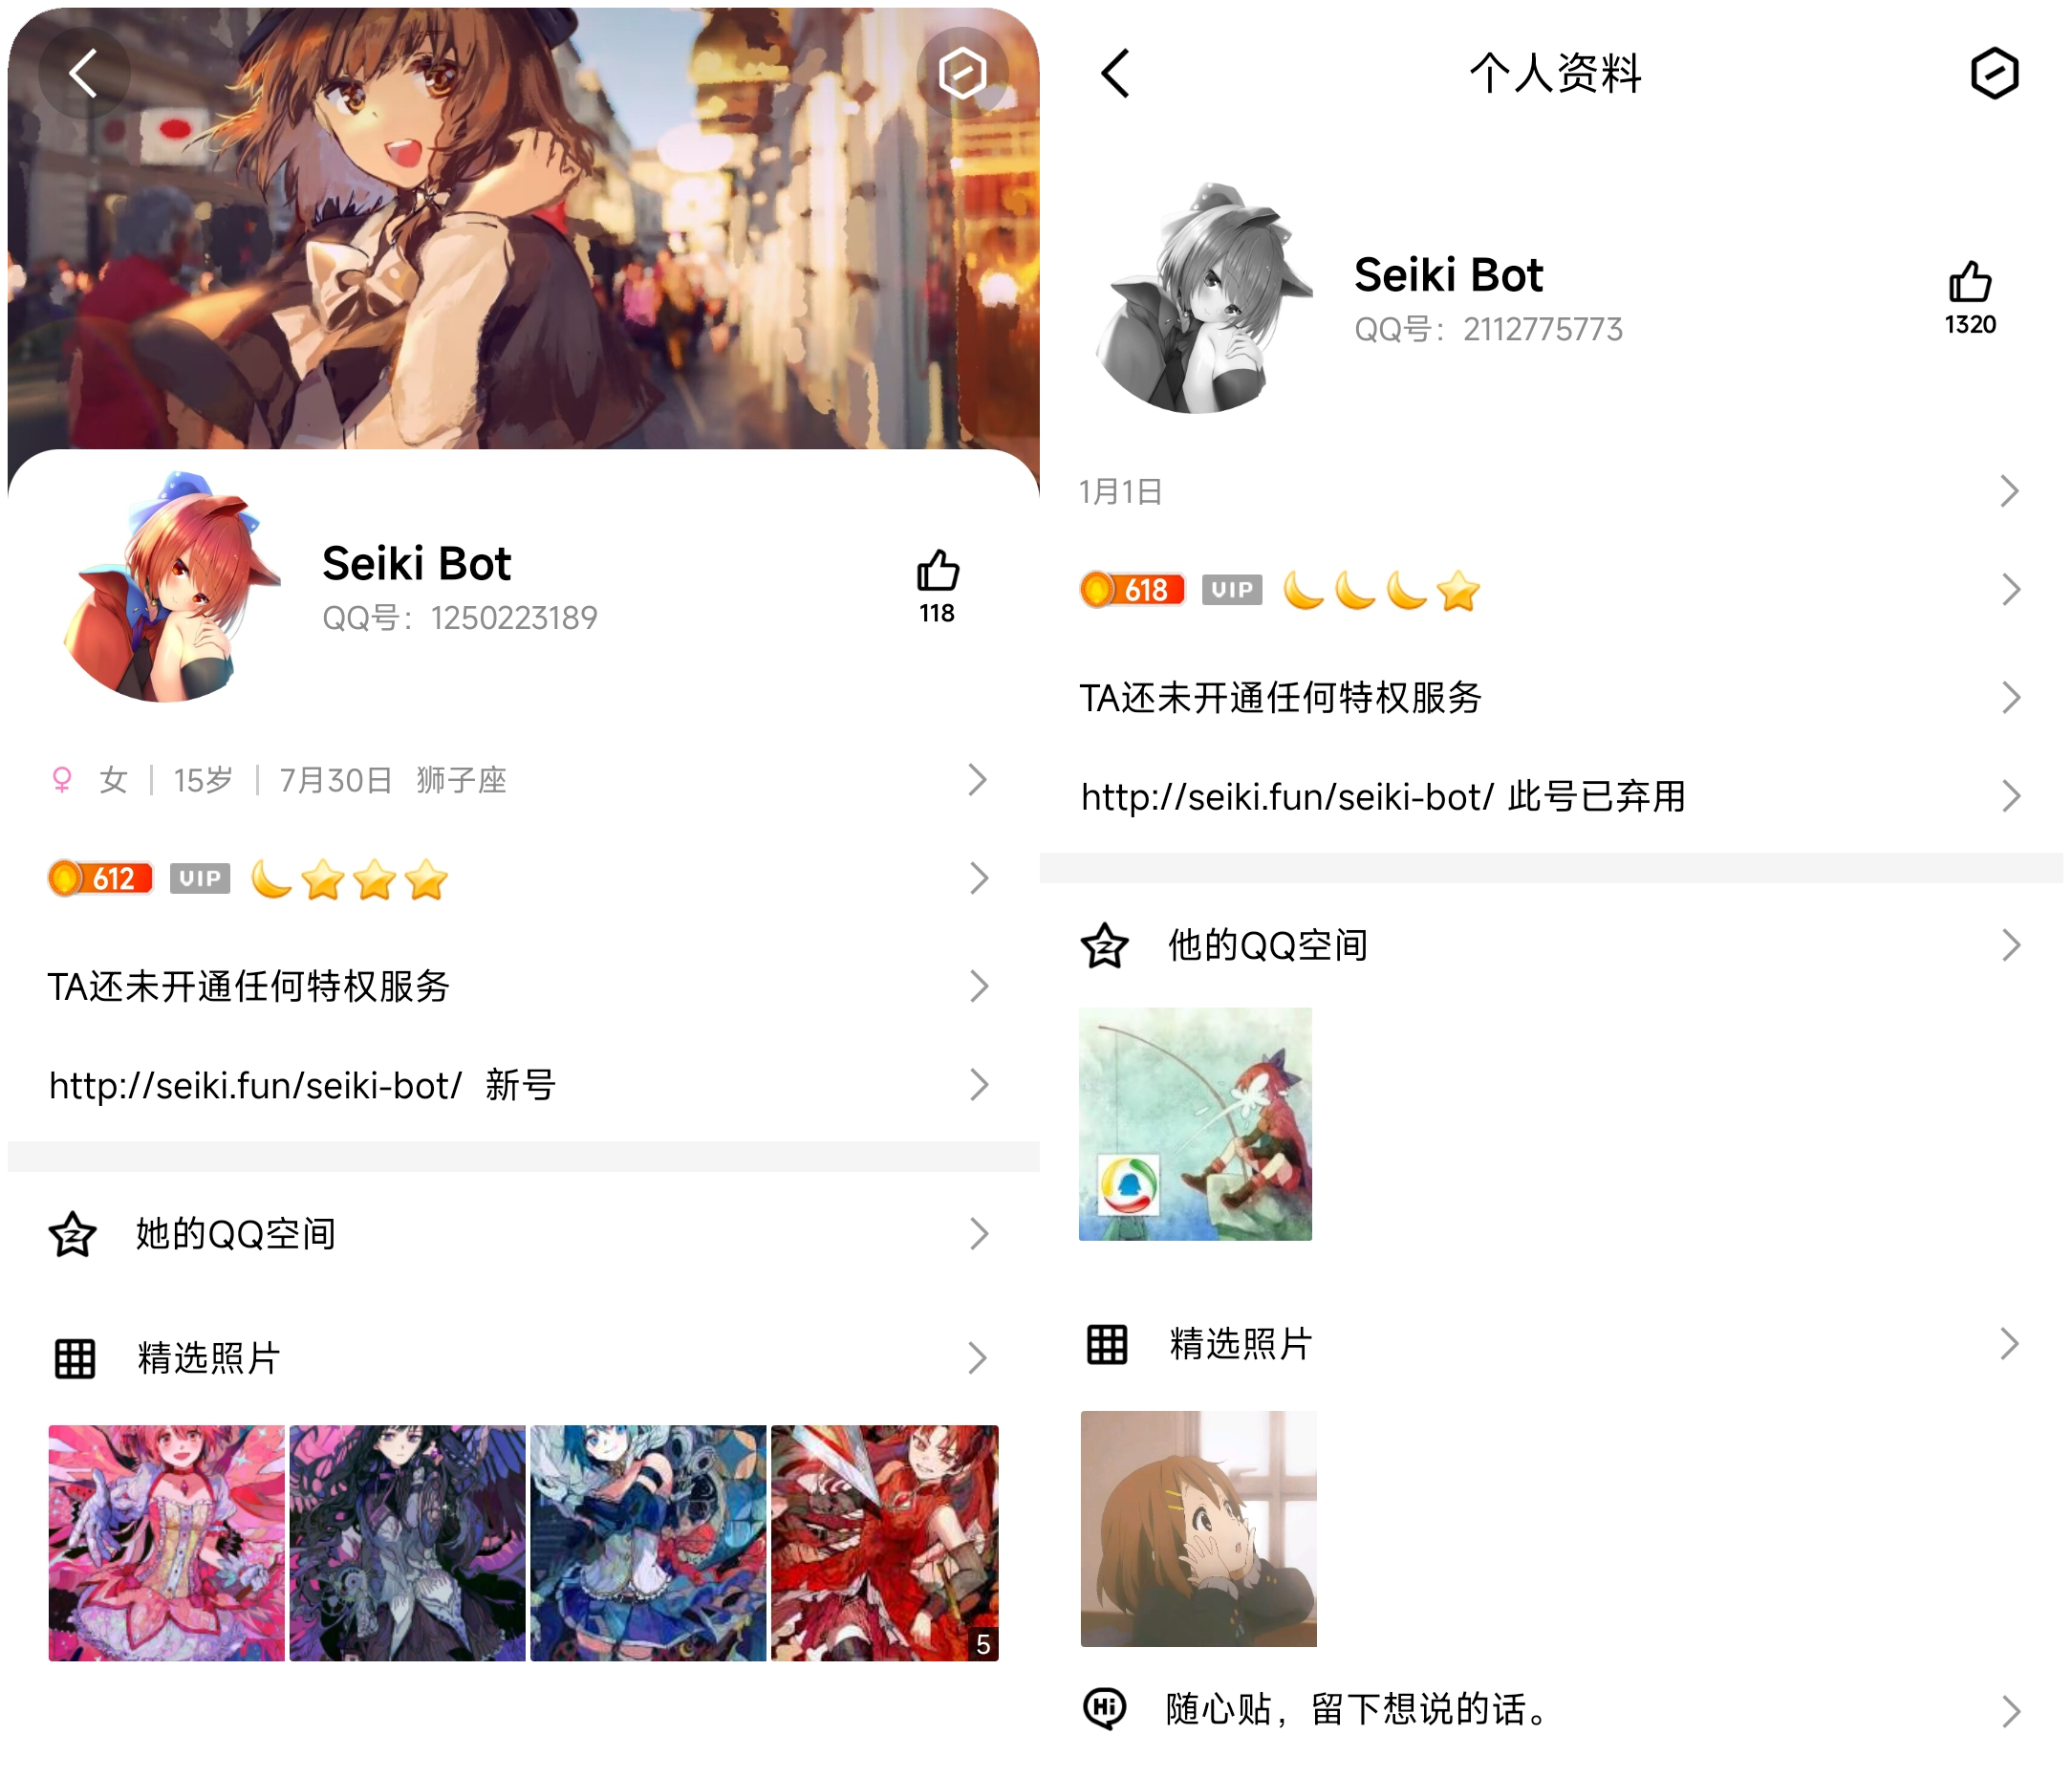 Seiki Bot
QQ号：1250223189
118
女 | 15岁 | 7月30日 狮子座
612 VIP
TA还未开通任何特权服务
http://seiki.fun/seiki-bot/ 新号
她的QQ空间
精选照片
5
个人资料
Seiki Bot
QQ号：2112775773
1320
1月1日
618 VIP
TA还未开通任何特权服务
http://seiki.fun/seiki-bot/ 此号已弃用
他的QQ空间
精选照片
Hi 随心贴，留下想说的话。